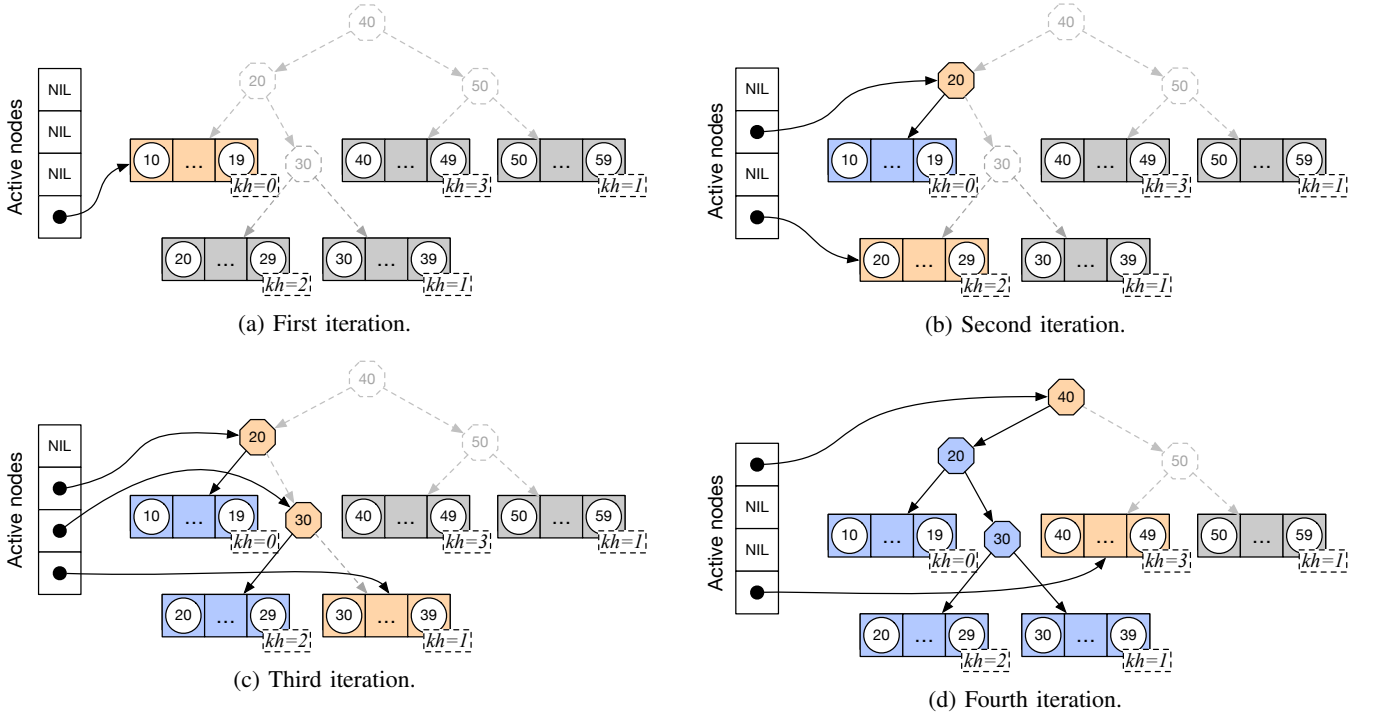 40
20
50
30
Active nodes
NIL
NIL
NIL
10 ... 19
kh=0
40 ... 49
kh=3
50 ... 59
kh=1
20 ... 29
kh=2
30 ... 39
kh=1
(a) First iteration.
40
20
50
30
Active nodes
NIL
NIL
10 ... 19
kh=0
40 ... 49
kh=3
50 ... 59
kh=1
20 ... 29
kh=2
30 ... 39
kh=1
(b) Second iteration.
40
20
50
30
Active nodes
NIL
10 ... 19
kh=0
40 ... 49
kh=3
50 ... 59
kh=1
20 ... 29
kh=2
30 ... 39
kh=1
(c) Third iteration.
40
20
50
30
Active nodes
NIL
NIL
10 ... 19
kh=0
40 ... 49
kh=3
50 ... 59
kh=1
20 ... 29
kh=2
30 ... 39
kh=1
(d) Fourth iteration.